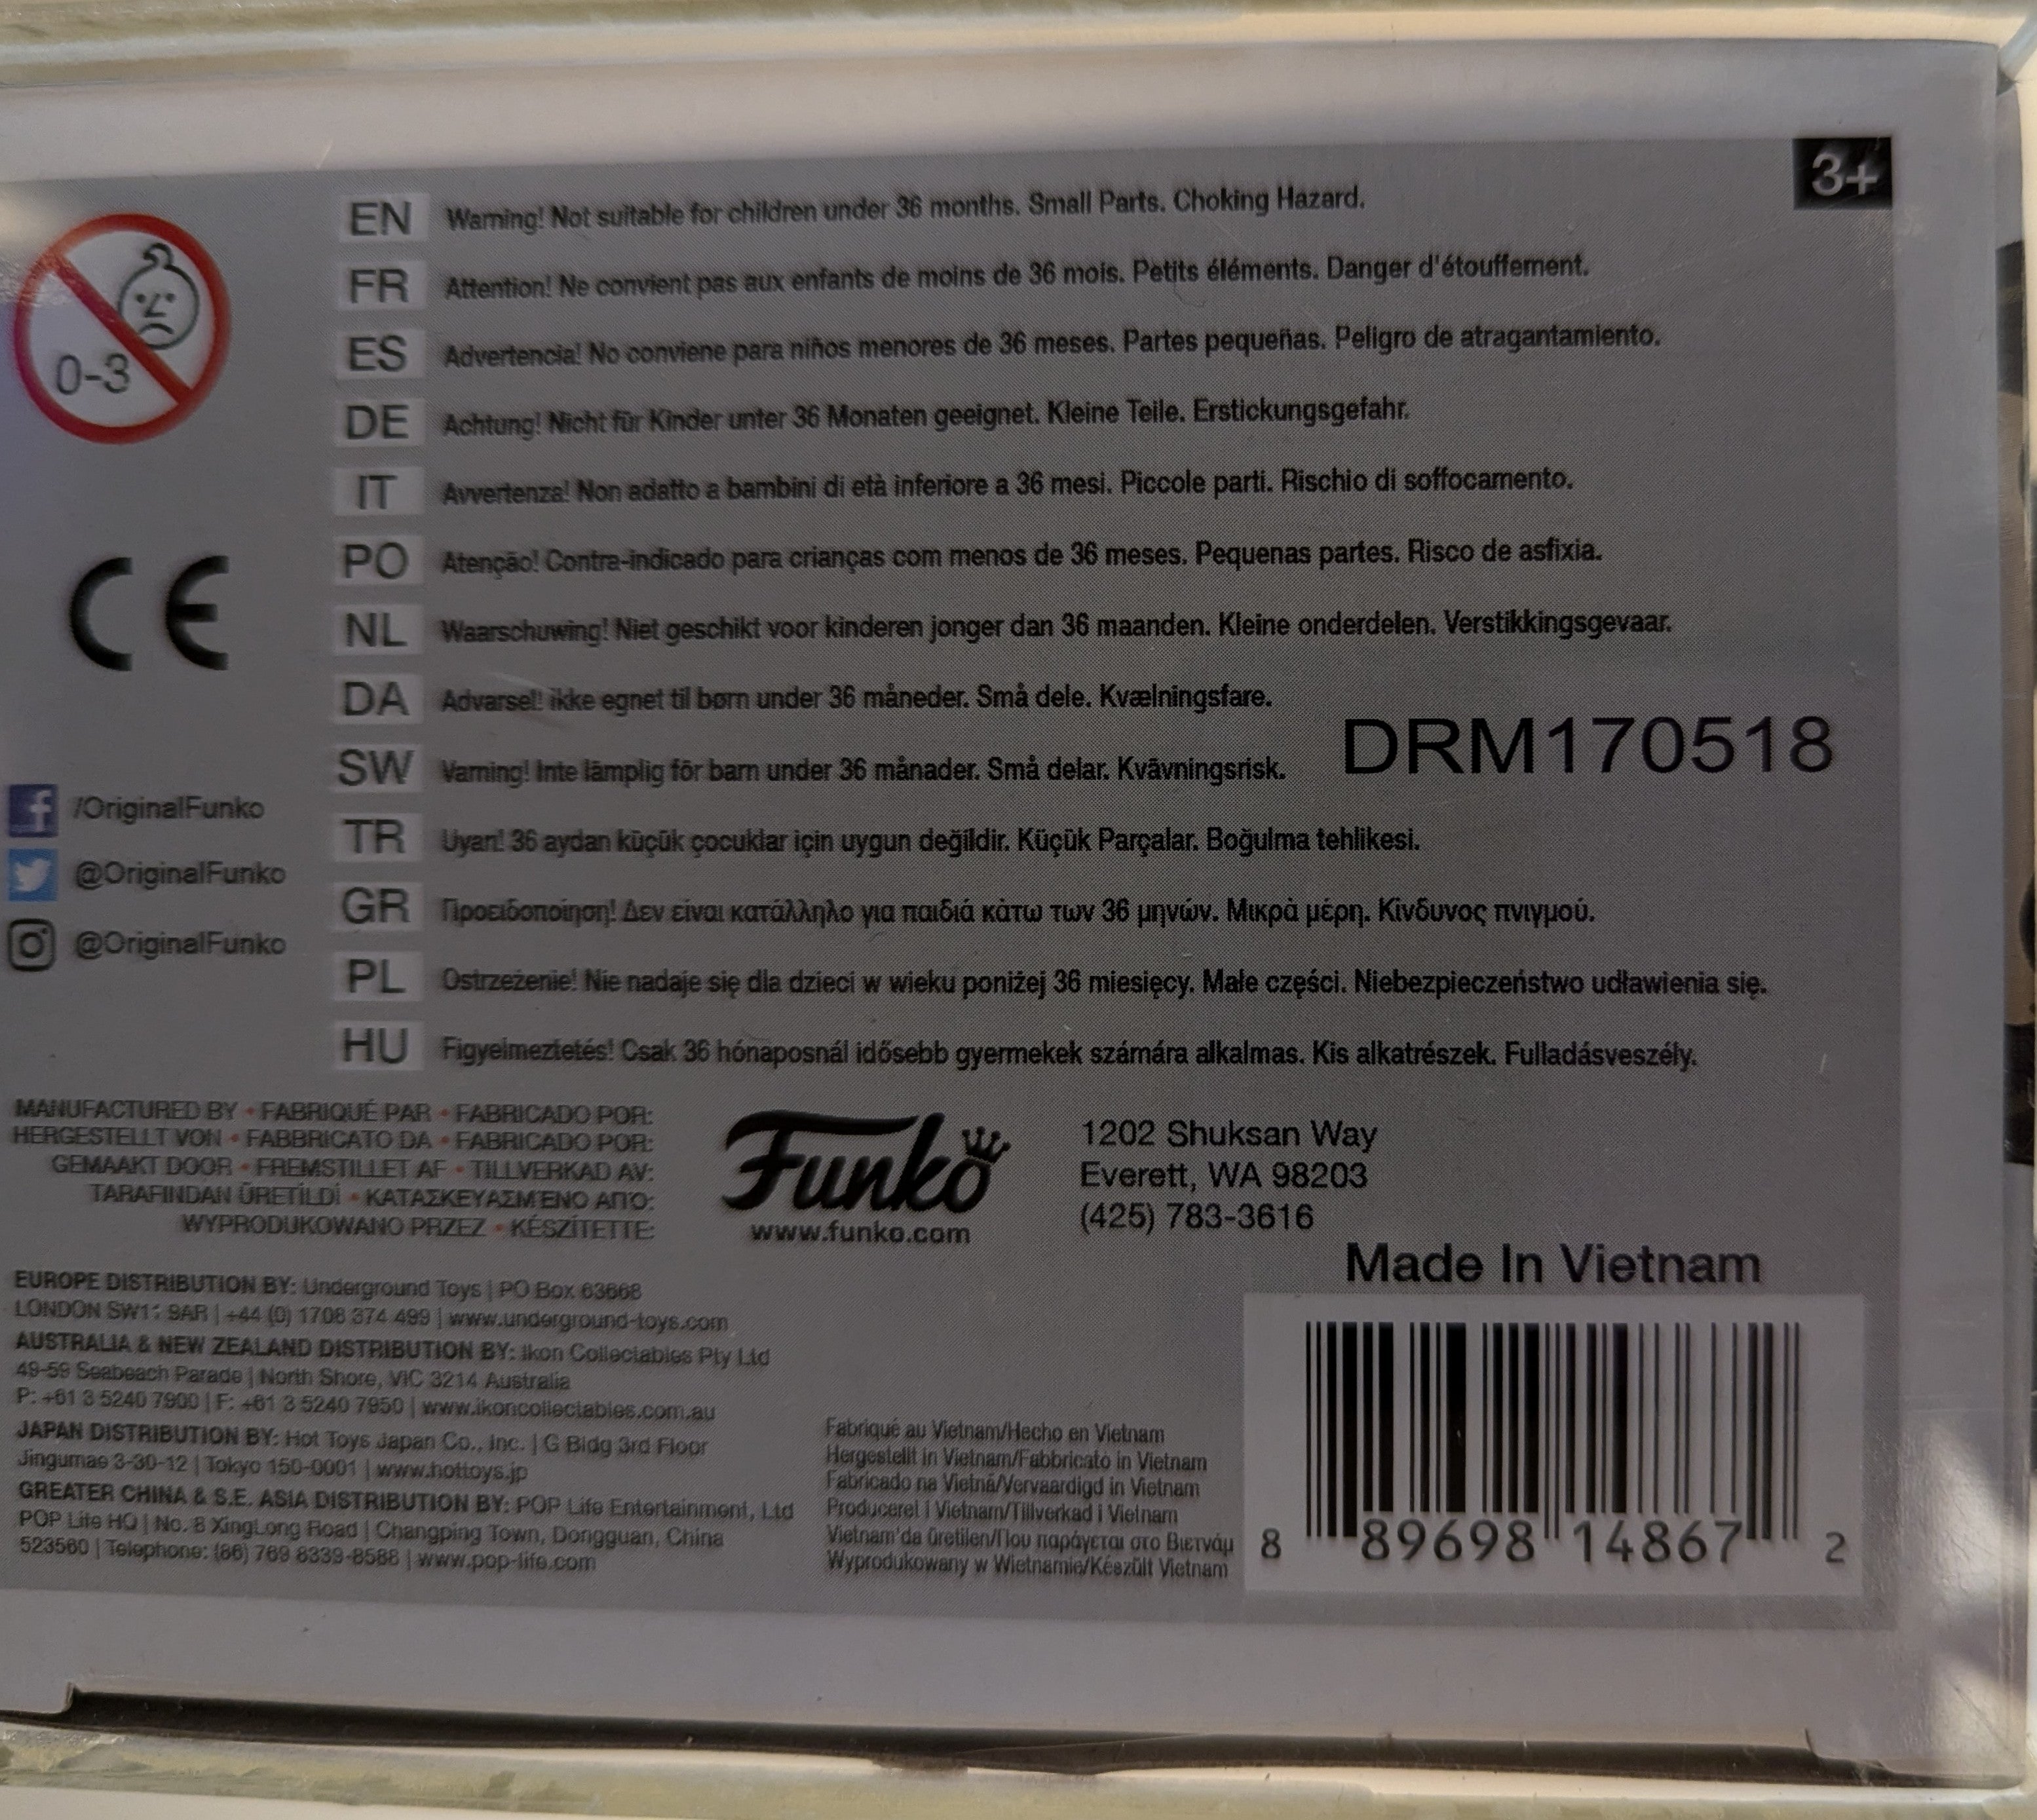 3+
EN Warning! Not suitable for children under 36 months. Small Parts. Choking Hazard.
FR Attention! Ne convient pas aux enfants de moins de 36 mois. Petits éléments. Danger d'étouffement.
ES Advertencia! No conviene para niños menores de 36 meses. Partes pequeñas. Peligro de atragantamiento.
DE Achtung! Nicht für Kinder unter 36 Monaten geeignet. Kleine Teile. Erstickungsgefahr.
IT Avvertenza! Non adatto a bambini di età inferiore a 36 mesi. Piccole parti. Rischio di soffocamento.
PO Atenção! Contra-indicado para crianças com menos de 36 meses. Pequenas partes. Risco de asfixia.
NL Waarschuwing! Niet geschikt voor kinderen jonger dan 36 maanden. Kleine onderdelen. Verstikkingsgevaar.
DA Advarsel! ikke egnet til børn under 36 måneder. Små dele. Kvælningsfare.
SW Varning! Inte lämplig för barn under 36 månader. Små delar. Kvävningsrisk.
TR Uyarı! 36 aydan küçük çocuklar için uygun değildir. Küçük Parçalar. Boğulma tehlikesi.
GR Προειδοποίηση! Δεν είναι κατάλληλο για παιδιά κάτω των 36 μηνών. Μικρά μέρη. Κίνδυνος πνιγμού.
PL Ostrzeżenie! Nie nadaje się dla dzieci w wieku poniżej 36 miesięcy. Małe części. Niebezpieczeństwo udławienia się.
HU Figyelmeztetés! Csak 36 hónaposnál idősebb gyermekek számára alkalmas. Kis alkatrészek. Fulladásveszély.
0-3
CE
DRM170518
/OriginalFunko
@OriginalFunko
@OriginalFunko
MANUFACTURED BY • FABRIQUÉ PAR • FABRICADO POR:
HERGESTELLT VON • FABBRICATO DA • FABRICADO POR:
GEMAAKT DOOR • FREMSTILLET AF • TILLVERKAD AV:
TARAFINDAN ÜRETİLDİ • ΚΑΤΑΣΚΕΥΑΣΜΈΝΟ ΑΠΌ:
WYPRODUKOWANO PRZEZ • KÉSZÍTETTE:
Funko
www.funko.com
1202 Shuksan Way
Everett, WA 98203
(425) 783-3616
Made In Vietnam
EUROPE DISTRIBUTION BY: Underground Toys | PO Box 63668
LONDON 9AR | +44 (0) 1708 374 499 | www.underground-toys.com
AUSTRALIA & NEW ZEALAND DISTRIBUTION BY: Ikon Collectables Pty Ltd
49-59 Seabeach Parade | North Shore, VIC 3214 Australia
P: +61 3 5240 7900 | F: +61 3 5240 7950 | www.ikoncollectables.com.au
JAPAN DISTRIBUTION BY: Hot Toys Japan Co., Inc. | G Bldg 3rd Floor
Jingumae 3-30-12 | Tokyo 150-0001 | www.hottoys.jp
GREATER CHINA & S.E. ASIA DISTRIBUTION BY: POP Life Entertainment, Ltd
POP Life HQ | No. 8 XingLong Road | Changping Town, Dongguan, China
523560 | Telephone: (86) 769 8339-8588 | www.pop-life.com
Fabriqué au Vietnam/Hecho en Vietnam
Hergestellt in Vietnam/Fabbricato in Vietnam
Fabricado na Vietnã/Vervaardigd in Vietnam
Produceret i Vietnam/Tillverkad i Vietnam
Vietnam'da üretilen/Που παράγεται στο Βιετνάμ
Wyprodukowany w Wietnamie/Készült Vietnam
8 89698 14867 2